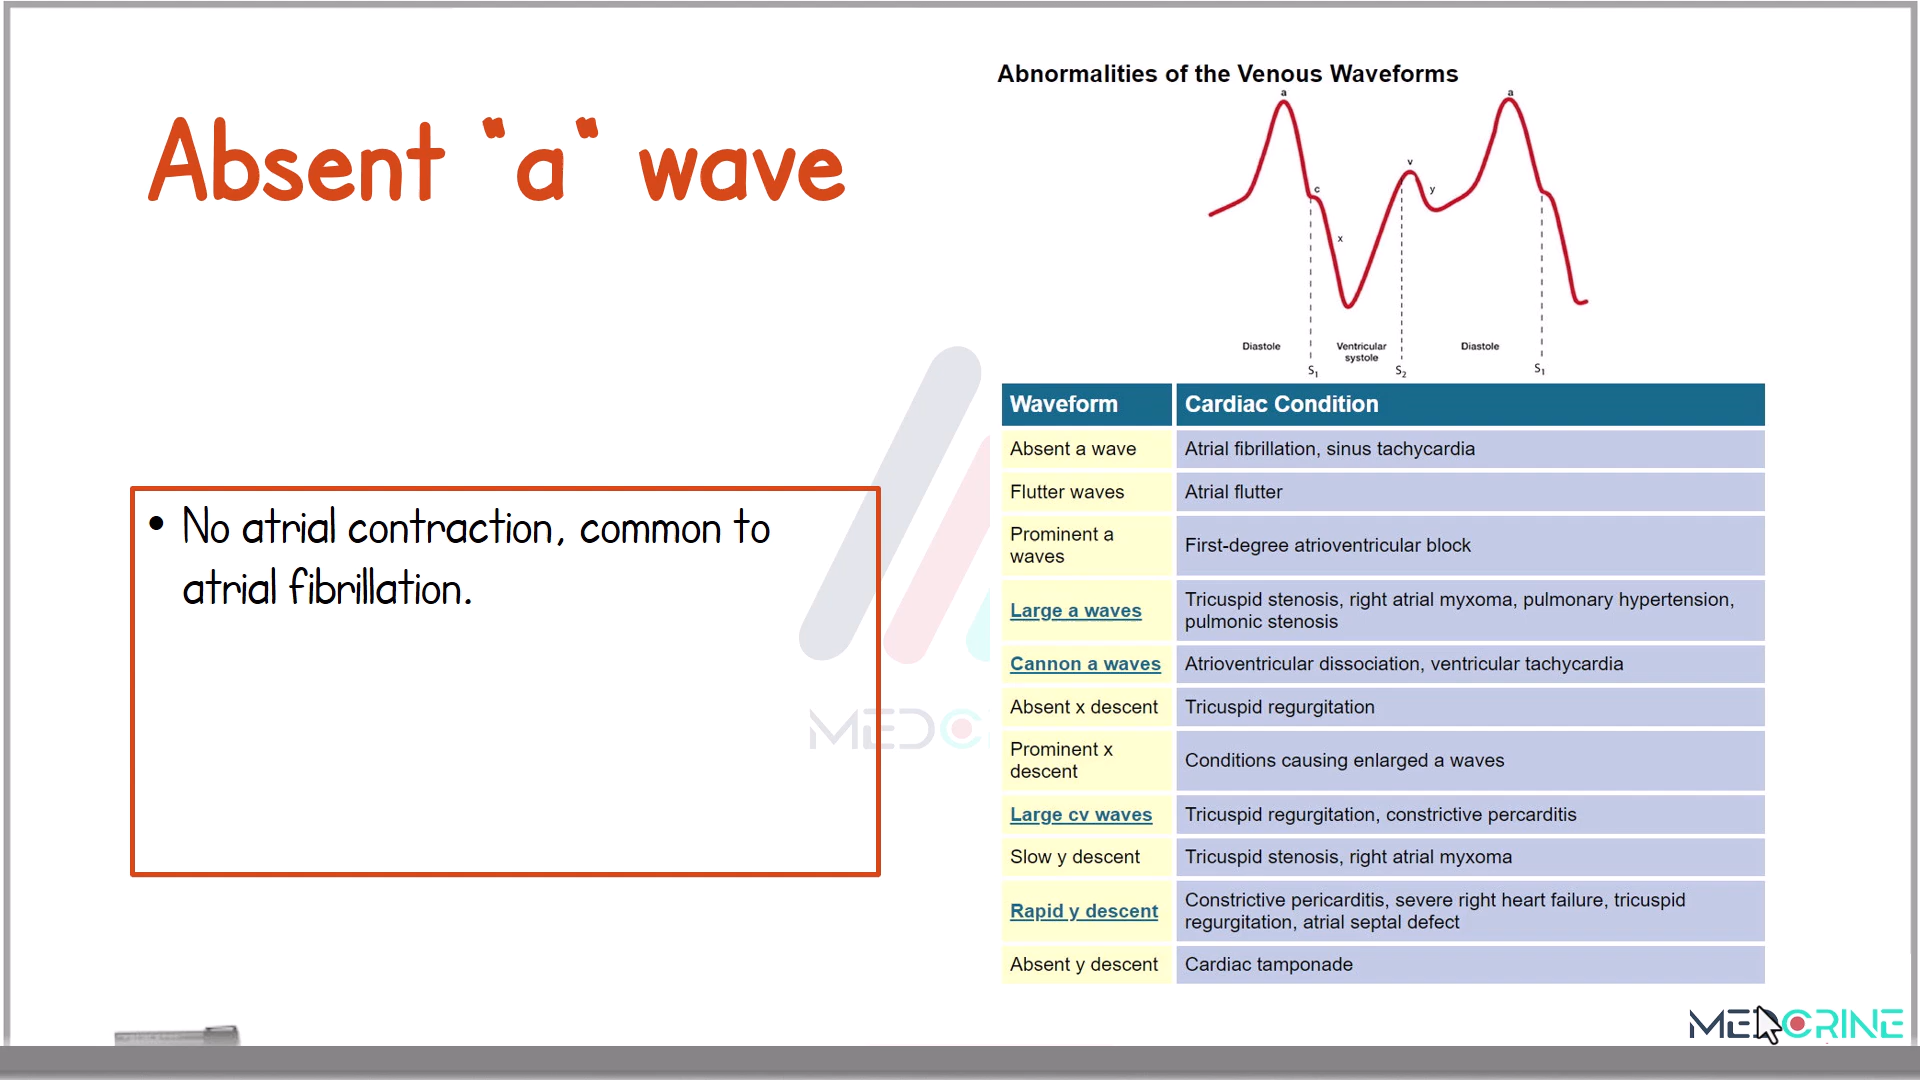 Absent "a" wave
• No atrial contraction, common to
atrial fibrillation.
Abnormalities of the Venous Waveforms
a
a
v
c
y
x
Diastole
Ventricular
systole
Diastole
S1
S2
S1
Waveform
Cardiac Condition
Absent a wave
Atrial fibrillation, sinus tachycardia
Flutter waves
Atrial flutter
Prominent a
waves
First-degree atrioventricular block
Large a waves
Tricuspid stenosis, right atrial myxoma, pulmonary hypertension,
pulmonic stenosis
Cannon a waves
Atrioventricular dissociation, ventricular tachycardia
Absent x descent
Tricuspid regurgitation
Prominent x
descent
Conditions causing enlarged a waves
Large cv waves
Tricuspid regurgitation, constrictive percarditis
Slow y descent
Tricuspid stenosis, right atrial myxoma
Rapid y descent
Constrictive pericarditis, severe right heart failure, tricuspid
regurgitation, atrial septal defect
Absent y descent
Cardiac tamponade
MEDCRINE